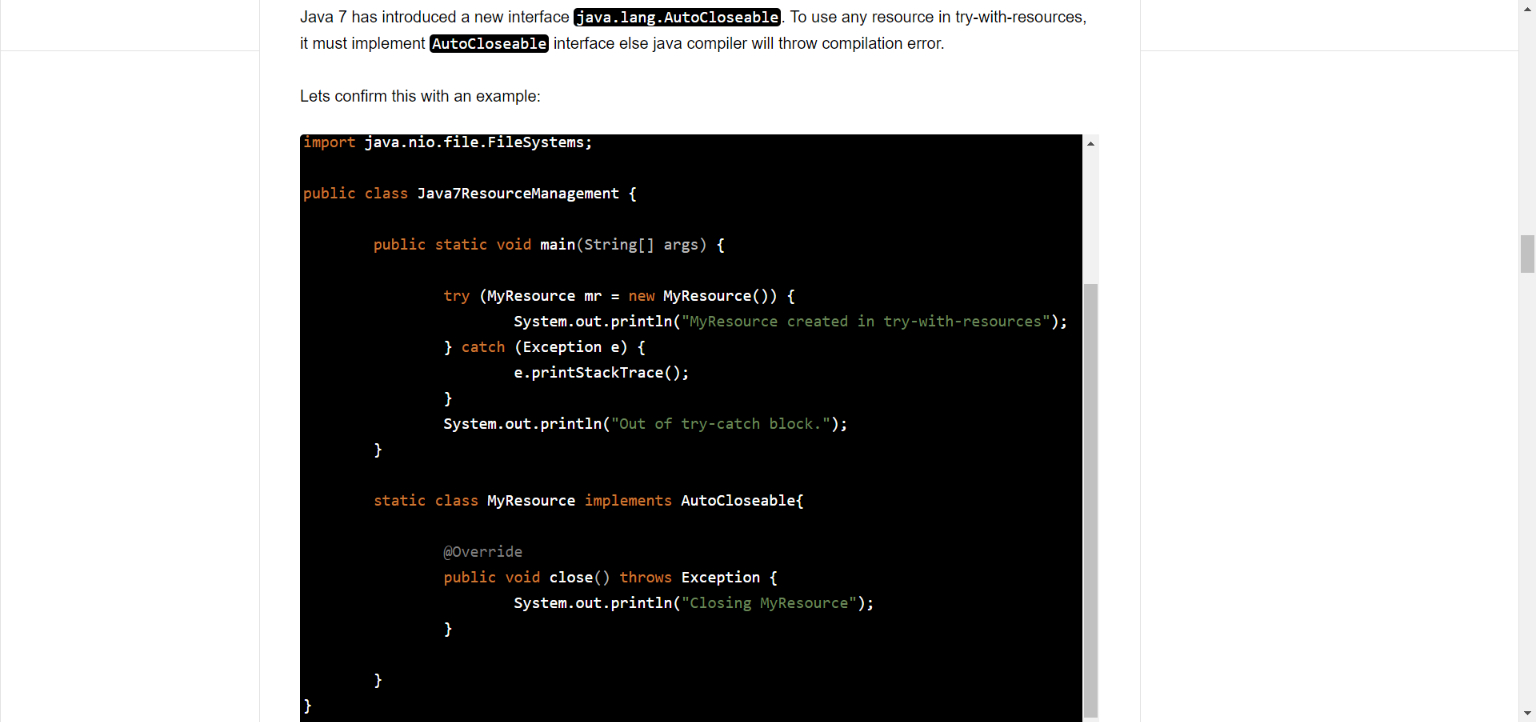 Java 7 has introduced a new interface java.lang.AutoCloseable. To use any resource in try-with-resources,
it must implement AutoCloseable interface else java compiler will throw compilation error.
Lets confirm this with an example:
import java.nio.file.FileSystems;
public class Java7ResourceManagement {
public static void main(String[] args) {
try (MyResource mr = new MyResource()) {
System.out.println("MyResource created in try-with-resources");
} catch (Exception e) {
e.printStackTrace();
}
System.out.println("Out of try-catch block.");
}
static class MyResource implements AutoCloseable{
@Override
public void close() throws Exception {
System.out.println("Closing MyResource");
}
}
}